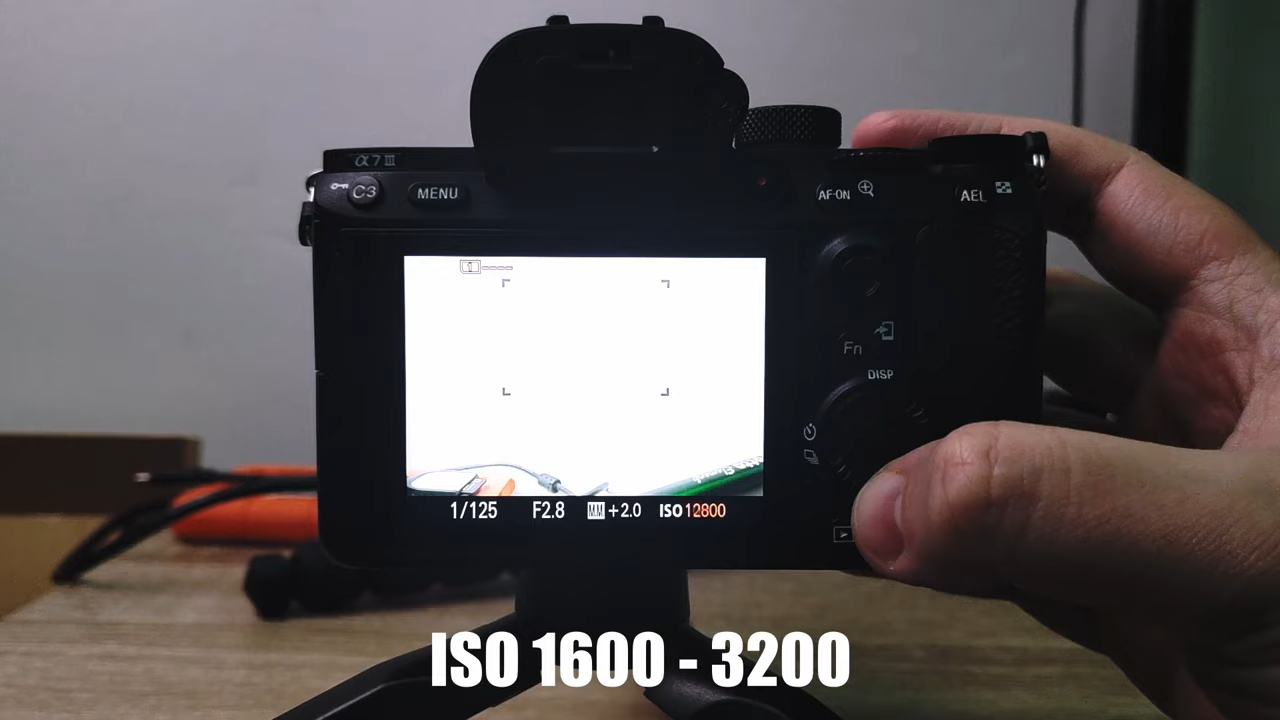 α7III
C3
MENU
AF-ON
AEL
Fn
DISP
1/125 F2.8 MM +2.0 ISO 12800
ISO 1600 - 3200